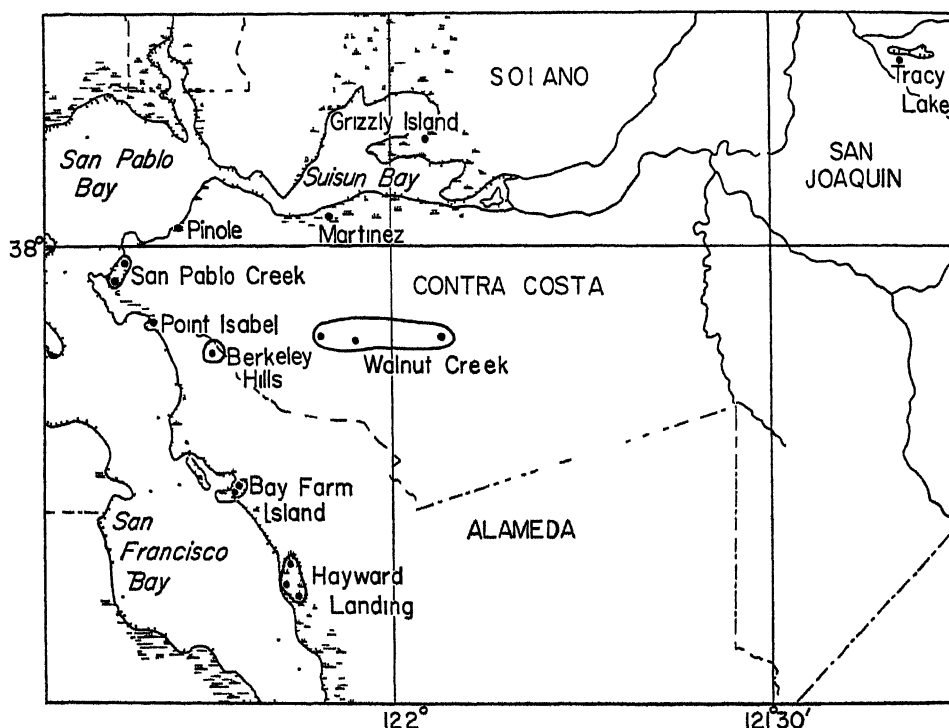 SOLANO
Tracy
Lake
Grizzly Island
San Pablo
Bay
Suisun Bay
SAN
JOAQUIN
Pinole
Martinez
38°
San Pablo Creek
CONTRA COSTA
Point Isabel
Berkeley
Hills
Walnut Creek
Bay Farm
Island
San
Francisco
Bay
ALAMEDA
Hayward
Landing
122°
121°30'